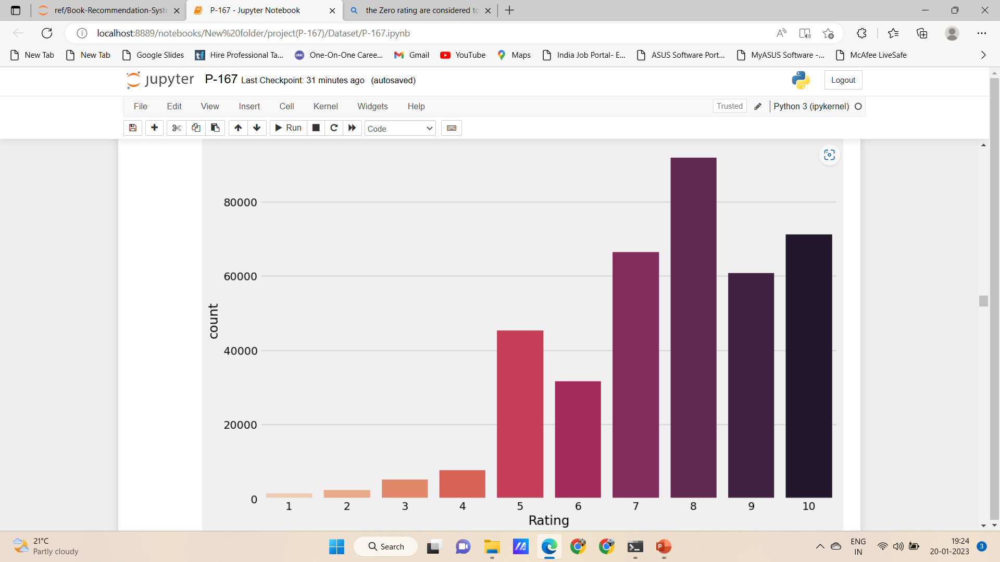 ref/Book-Recommendation-Syste
P-167 - Jupyter Notebook
the Zero rating are considered to
localhost:8889/notebooks/New%20folder/project(P-167)/Dataset/P-167.ipynb
New Tab
New Tab
Google Slides
tf
Hire Professional Ta...
UHC
One-On-One Caree...
Gmail
YouTube
Maps
India Job Portal- E...
ASUS Software Port...
MyASUS Software -...
McAfee LiveSafe
jupyter P-167 Last Checkpoint: 31 minutes ago (autosaved)
Logout
File Edit View Insert Cell Kernel Widgets Help
Trusted
Python 3 (ipykernel)
Run
Code
80000
60000
40000
20000
0
count
1 2 3 4 5 6 7 8 9 10
Rating
21°C
Partly cloudy
Search
ENG
IN
19:24
20-01-2023
3